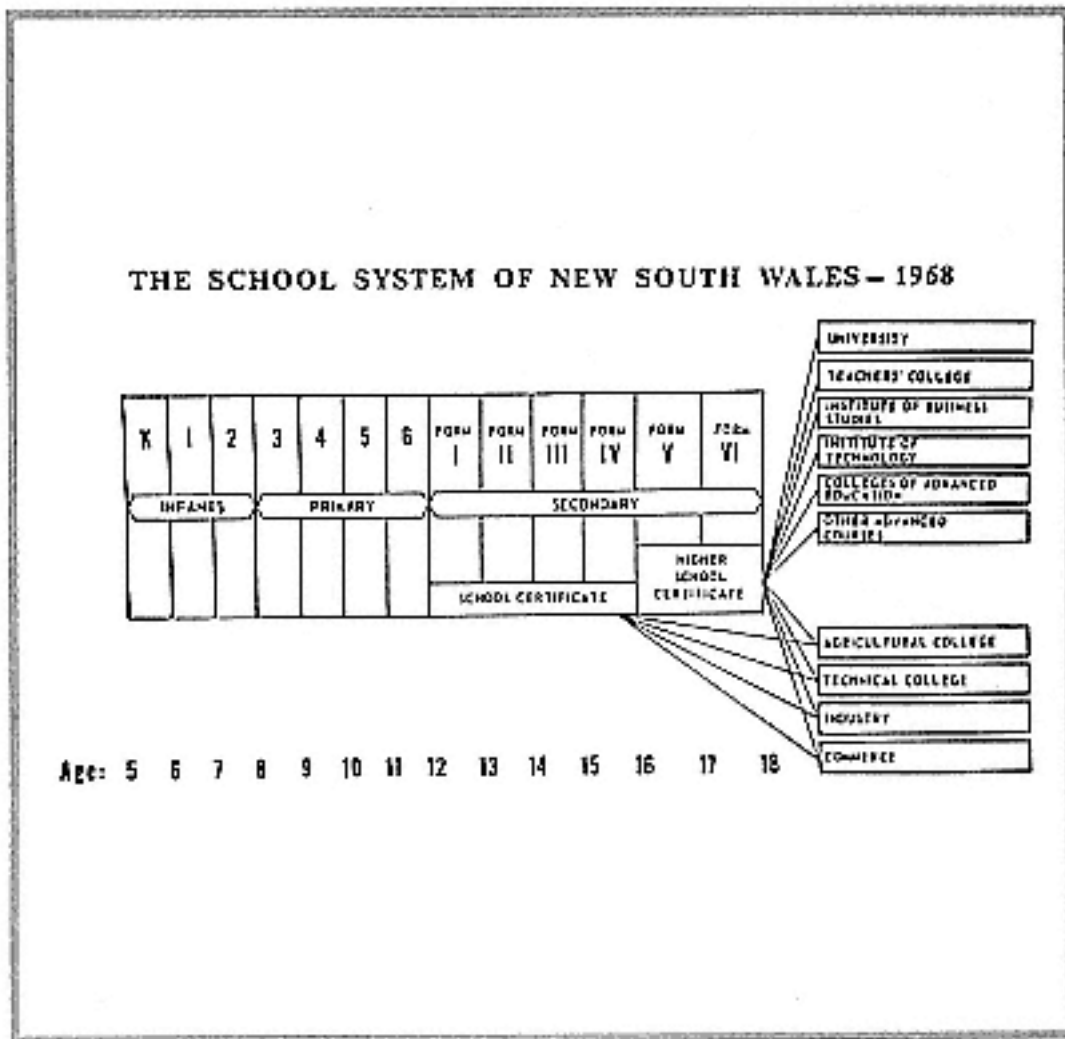 THE SCHOOL SYSTEM OF NEW SOUTH WALES – 1968
K 1 2 3 4 5 6 FORM I FORM II FORM III FORM IV FORM V FORM VI
INFANTS PRIMARY SECONDARY
SCHOOL CERTIFICATE
HIGHER
SCHOOL
CERTIFICATE
UNIVERSITY
TEACHERS' COLLEGE
INSTITUTE OF BUSINESS
STUDIES
INSTITUTE OF
TECHNOLOGY
COLLEGES OF ADVANCED
EDUCATION
OTHER ADVANCED
COURSES
AGRICULTURAL COLLEGE
TECHNICAL COLLEGE
INDUSTRY
COMMERCE
Age: 5 6 7 8 9 10 11 12 13 14 15 16 17 18